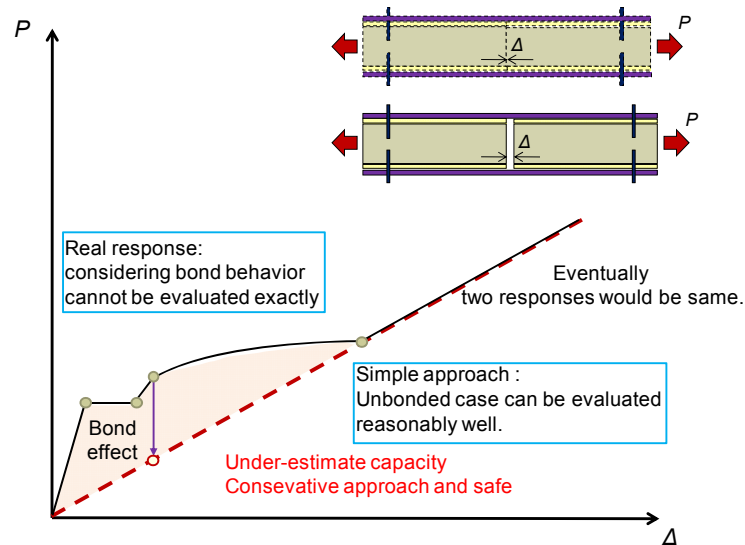 P
Δ
P
Δ
Real response:
considering bond behavior
cannot be evaluated exactly
Eventually
two responses would be same.
Simple approach :
Unbonded case can be evaluated
reasonably well.
Bond
effect
Under-estimate capacity
Consevative approach and safe
Δ